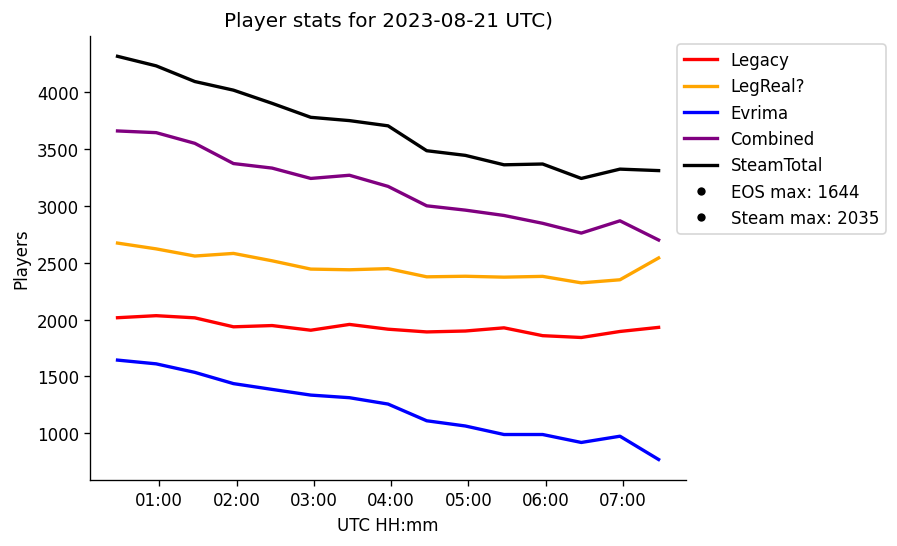 Player stats for 2023-08-21 UTC)
Players
4000
3500
3000
2500
2000
1500
1000
01:00 02:00 03:00 04:00 05:00 06:00 07:00
UTC HH:mm
Legacy
LegReal?
Evrima
Combined
SteamTotal
EOS max: 1644
Steam max: 2035